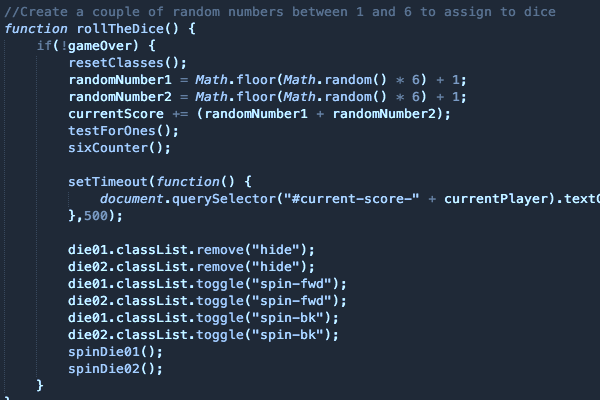 //Create a couple of random numbers between 1 and 6 to assign to dice
function rollTheDice() {
if(!gameOver) {
resetClasses();
randomNumber1 = Math.floor(Math.random() * 6) + 1;
randomNumber2 = Math.floor(Math.random() * 6) + 1;
currentScore += (randomNumber1 + randomNumber2);
testForOnes();
sixCounter();
setTimeout(function() {
document.querySelector("#current-score-" + currentPlayer).text
},500);
die01.classList.remove("hide");
die02.classList.remove("hide");
die01.classList.toggle("spin-fwd");
die02.classList.toggle("spin-fwd");
die01.classList.toggle("spin-bk");
die02.classList.toggle("spin-bk");
spinDie01();
spinDie02();
}
}